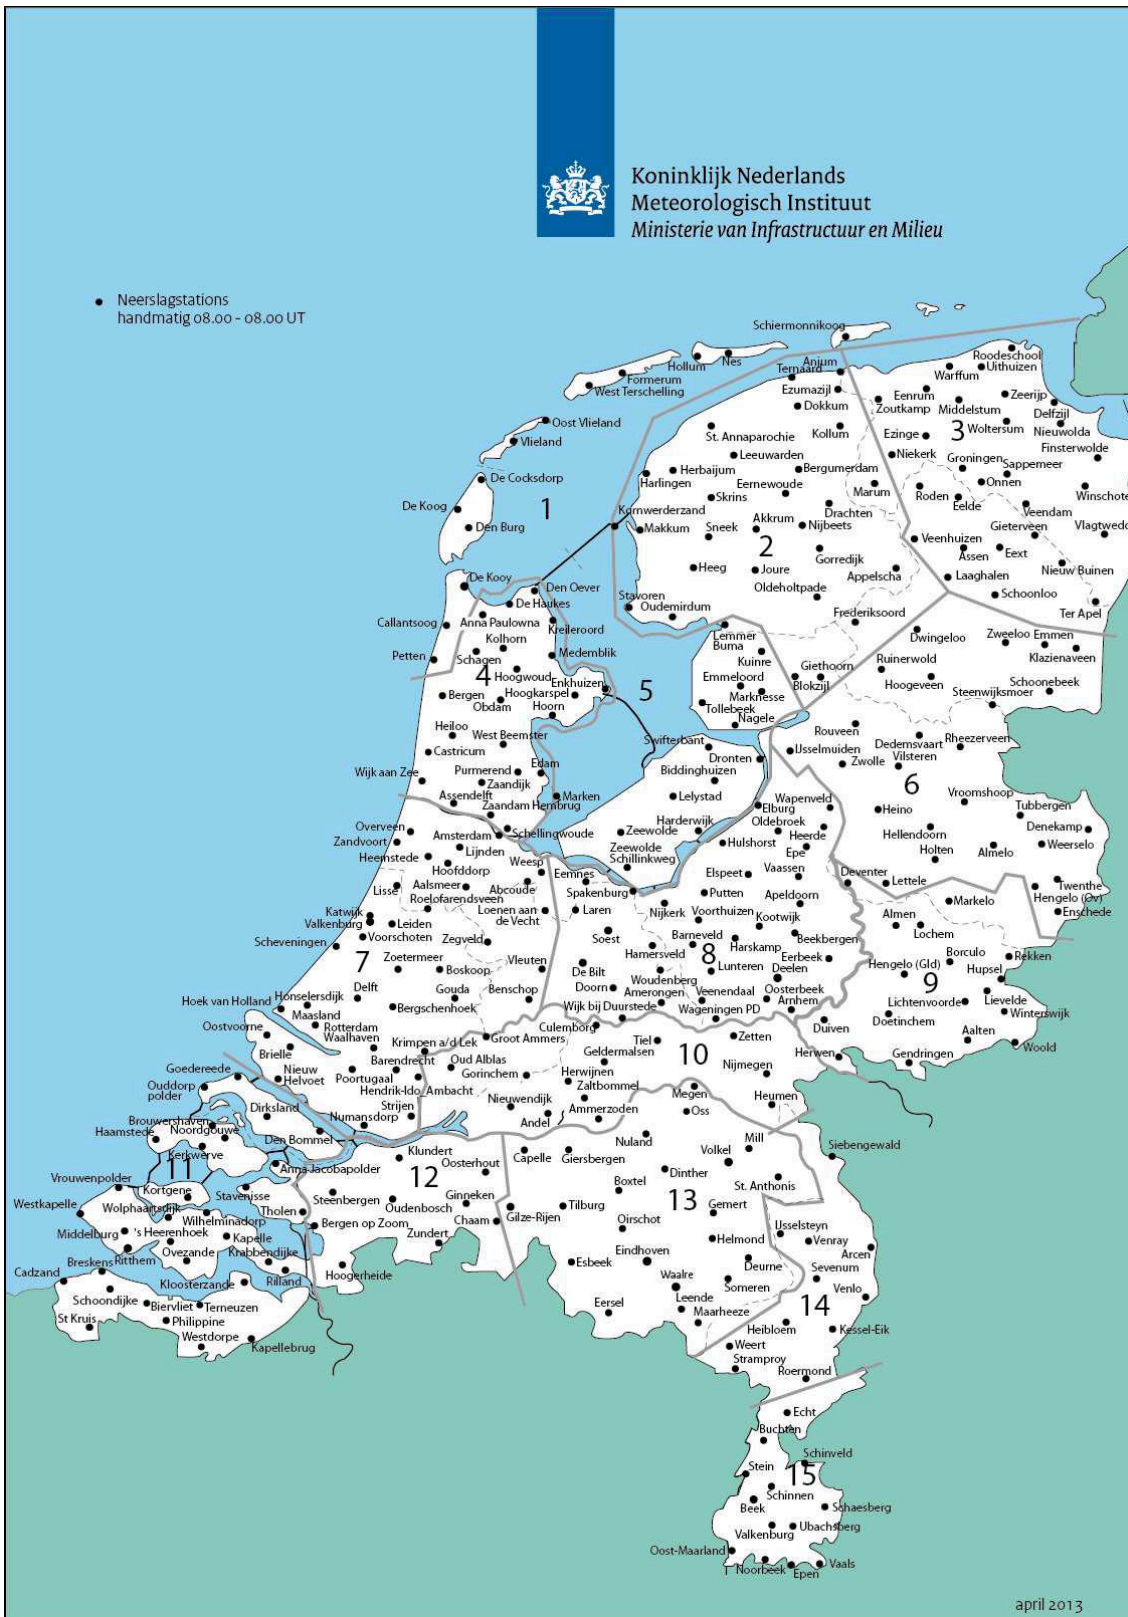 Koninklijk Nederlands
Meteorologisch Instituut
Ministerie van Infrastructuur en Milieu
Neerslagstations
handmatig 08.00 - 08.00 UT
Schiermonnikoog
Hollum
Nes
Formerum
West Terschelling
Oost Vlieland
Vlieland
De Cocksdorp
De Koog
Den Burg
1
Anjum
Ternaard
Ezumazijl
Dokkum
Kollum
St. Annaparochie
Leeuwarden
Herbaijum
Bergumerdam
Harlingen
Eernewoude
Skrins
Marum
Drachten
Kornwerderzand
Makkum
Sneek
Akkrum
Nijbeets
2
Gorredijk
Heeg
Joure
Appelscha
Oldeholtpade
Stavoren
Oudemirdum
Frederiksoord
Roodeschool
Uithuizen
Warffum
Eenrum
Zoutkamp
Middelstum
Zeerijp
Delfzijl
3
Woltersum
Nieuwolda
Ezinge
Finsterwolde
Niekerk
Groningen
Sappemeer
Onnen
Roden
Eelde
Winschote
Veendam
Gieterveen
Vlagtwedd
Veenhuizen
Assen
Eext
Laaghalen
Nieuw Buinen
Schoonloo
Ter Apel
De Kooy
Den Oever
De Haukes
Anna Paulowna
Callantsoog
Kreileroord
Kolhorn
Schagen
Medemblik
Petten
4
Hoogwoud
Enkhuizen
Bergen
Hoogkarspel
Obdam
Hoorn
Heiloo
West Beemster
Castricum
Edam
Purmerend
Wijk aan Zee
Zaandijk
Assendelft
Zaandam Hembrug
Marken
5
Lemmer
Buma
Kuinre
Emmeloord
Marknesse
Tollebeek
Nagele
Blokzijl
Giethoorn
Swifterbant
Dronten
Biddinghuizen
Lelystad
Zeewolde
Harderwijk
Zeewolde
Schillinkweg
Dwingeloo
Zweeloo
Emmen
Ruinerwold
Klazienaveen
Hoogeveen
Schoonebeek
Steenwijksmoer
Rouveen
IJsselmuiden
Dedemsvaart
Rheezerveen
Zwolle
Vilsteren
6
Vroomshoop
Heino
Tubbergen
Denekamp
Hellendoorn
Holten
Almelo
Weerselo
Deventer
Lettele
Twenthe
Hengelo (Ov)
Enschede
Overveen
Zandvoort
Amsterdam
Schellingwoude
Heemstede
Lijnden
Hoofddorp
Weesp
Lisse
Aalsmeer
Abcoude
Roelofarendsveen
Katwijk
Valkenburg
Loenen aan
de Vecht
Leiden
Voorschoten
Zegveld
Scheveningen
7
Zoetermeer
Boskoop
Vleuten
Delft
Gouda
Benschop
Hoek van Holland
Honselersdijk
Maasland
Bergschenhoek
Oostvoorne
Rotterdam
Waalhaven
Krimpen a/d Lek
Groot Ammers
Brielle
Barendrecht
Nieuw
Helvoet
Poortugaal
Hendrik-Ido_Ambacht
Goedereede
Ouddorp
polder
Dirksland
Strijen
Numansdorp
Den Bommel
Eemnes
Spakenburg
Laren
Wapenveld
Elburg
Oldebroek
Heerde
Hulshorst
Epe
Elspeet
Vaassen
Putten
Apeldoorn
Nijkerk
Voorthuizen
Kootwijk
Soest
Barneveld
Harskamp
Beekbergen
Hamersveld
8
Lunteren
Eerbeek
De Bilt
Deelen
Woudenberg
Doorn
Amerongen
Veenendaal
Oosterbeek
Wijk bij Duurstede
Wageningen PD
Arnhem
Markelo
Almen
Lochem
Borculo
Rekken
Hengelo (Gld)
9
Hupsel
Lichtenvoorde
Lievelde
Winterswijk
Doetinchem
Duiven
Aalten
Woold
Herwen
Gendringen
Culemborg
Tiel
10
Zetten
Geldermalsen
Oud Alblas
Gorinchem
Herwijnen
Nijmegen
Zaltbommel
Nieuwendijk
Ammerzoden
Andel
Megen
Heumen
Oss
Brouwershaven
Noordgouwe
Haamstede
Kerkwerve
11
Anna Jacobapolder
Vrouwenpolder
Kortgene
Stavenisse
Westkapelle
Wolphaartsdijk
Wilhelminadorp
Tholen
Middelburg
's Heerenhoek
Kapelle
Ritthem
Ovezande
Krabbendijke
Breskens
Rilland
Cadzand
Kloosterzande
Schoondijke
Biervliet
Terneuzen
St Kruis
Philippine
Westdorpe
Kapellebrug
Klundert
12
Oosterhout
Steenbergen
Oudenbosch
Ginneken
Bergen op Zoom
Chaam
Zundert
Hoogerheide
Capelle
Giersbergen
Nuland
Volkel
Mill
Dinther
St. Anthonis
Boxtel
13
Gilze-Rijen
Tilburg
Gemert
Oirschot
Helmond
Eindhoven
Deurne
Esbeek
Waalre
Someren
Leende
Eersel
Maarheeze
Siebengewald
IJsselsteyn
Venray
Arcen
Sevenum
14
Venlo
Heibloem
Kessel-Eik
Weert
Stramproy
Roermond
Echt
Buchten
Schinveld
Stein
15
Schinnen
Beek
Schaesberg
Ubachsberg
Valkenburg
Oost-Maarland
Noorbeek
Epen
Vaals
april 2013